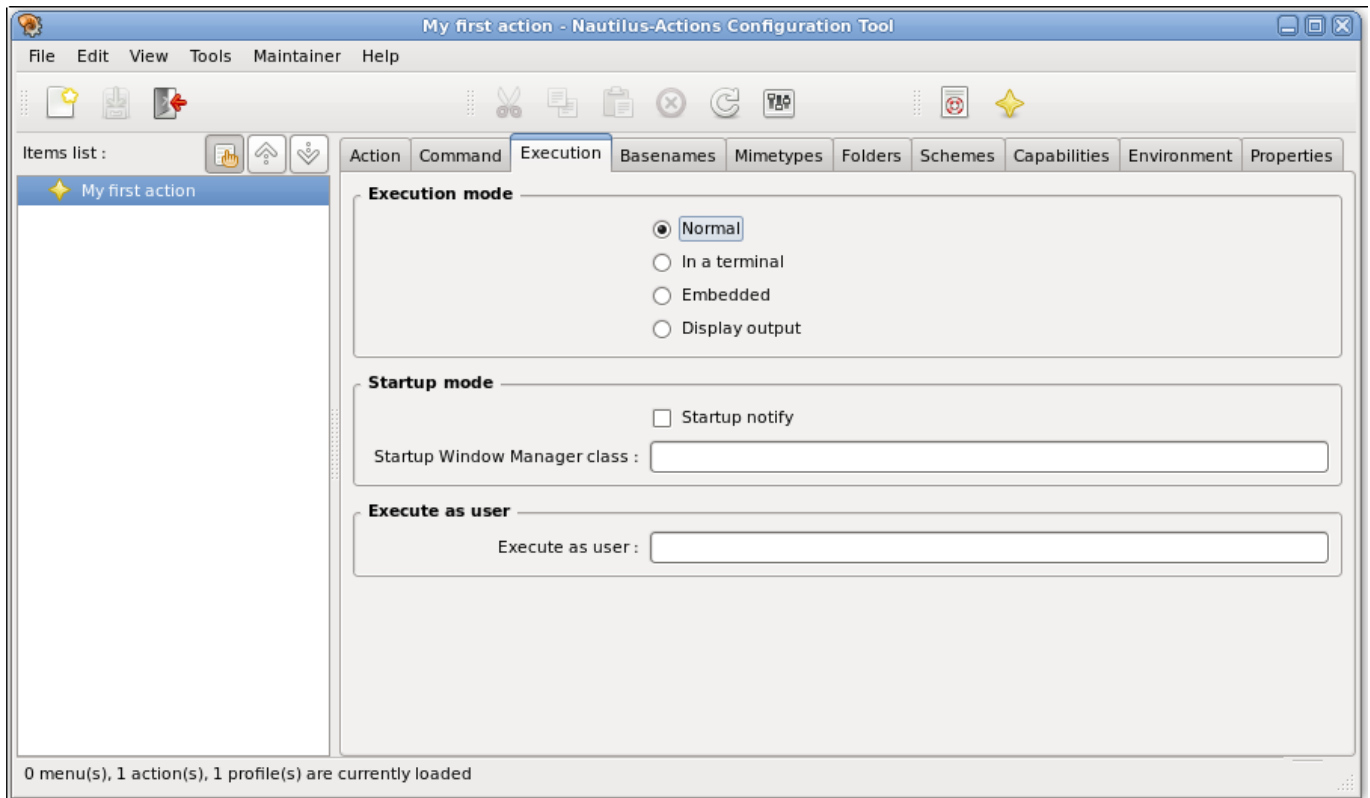 My first action - Nautilus-Actions Configuration Tool
File Edit View Tools Maintainer Help
Items list :
Action Command Execution Basenames Mimetypes Folders Schemes Capabilities Environment Properties
My first action
Execution mode
Normal
In a terminal
Embedded
Display output
Startup mode
Startup notify
Startup Window Manager class :
Execute as user
Execute as user :
0 menu(s), 1 action(s), 1 profile(s) are currently loaded